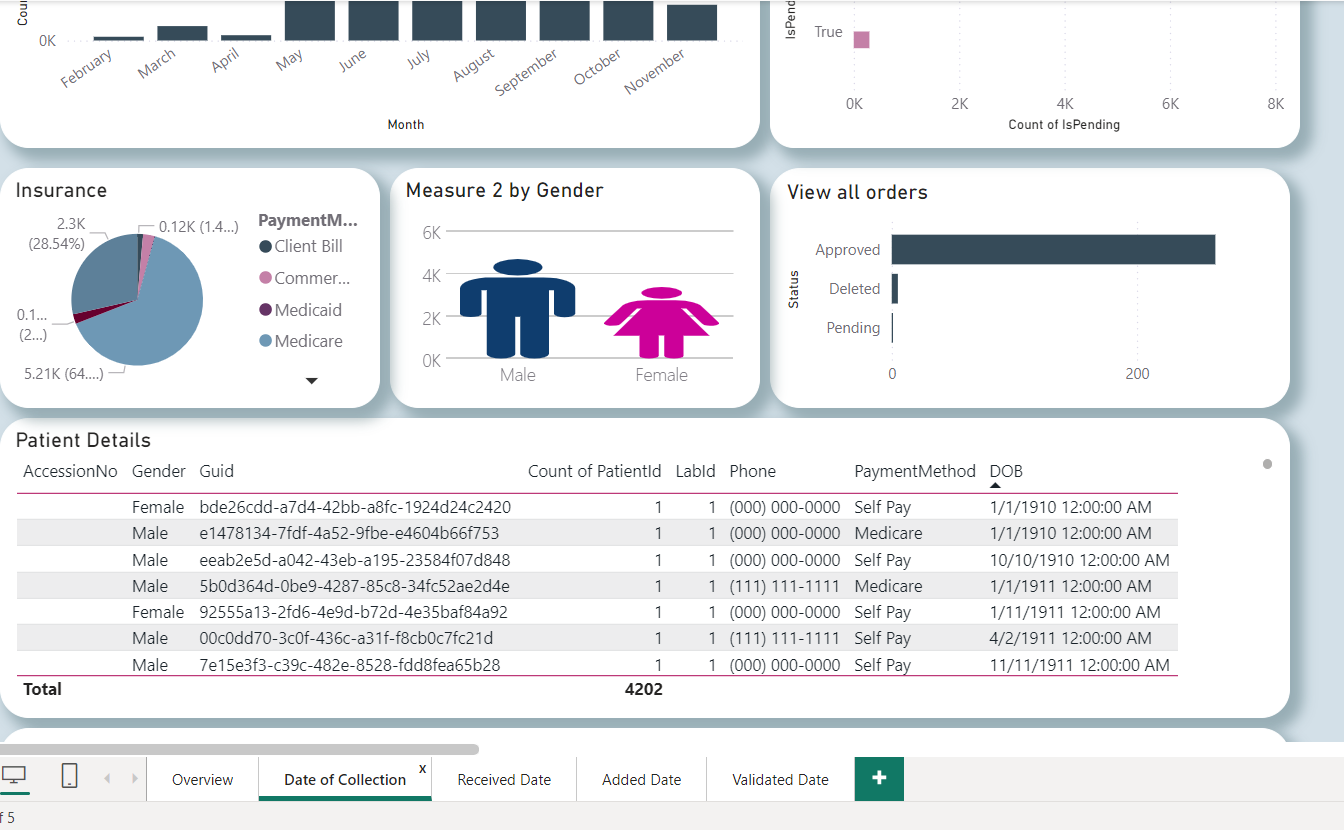 Cou
0K
February March April May June July August September October November
Month
IsPend
True
0K 2K 4K 6K 8K
Count of IsPending
Insurance
2.3K
(28.54%)
0.12K (1.4...)
0.1...
(2...)
5.21K (64....)
PaymentM...
Client Bill
Commer...
Medicaid
Medicare
Measure 2 by Gender
6K
4K
2K
0K
Male Female
View all orders
Status
Approved
Deleted
Pending
0 200
Patient Details
AccessionNo Gender Guid Count of PatientId LabId Phone PaymentMethod DOB
Female bde26cdd-a7d4-42bb-a8fc-1924d24c2420 1 1 (000) 000-0000 Self Pay 1/1/1910 12:00:00 AM
Male e1478134-7fdf-4a52-9fbe-e4604b66f753 1 1 (000) 000-0000 Medicare 1/1/1910 12:00:00 AM
Male eeab2e5d-a042-43eb-a195-23584f07d848 1 1 (000) 000-0000 Self Pay 10/10/1910 12:00:00 AM
Male 5b0d364d-0be9-4287-85c8-34fc52ae2d4e 1 1 (111) 111-1111 Medicare 1/1/1911 12:00:00 AM
Female 92555a13-2fd6-4e9d-b72d-4e35baf84a92 1 1 (000) 000-0000 Self Pay 1/11/1911 12:00:00 AM
Male 00c0dd70-3c0f-436c-a31f-f8cb0c7fc21d 1 1 (111) 111-1111 Self Pay 4/2/1911 12:00:00 AM
Male 7e15e3f3-c39c-482e-8528-fdd8fea65b28 1 1 (000) 000-0000 Self Pay 11/11/1911 12:00:00 AM
Total 4202
Overview Date of Collection x Received Date Added Date Validated Date +
f 5